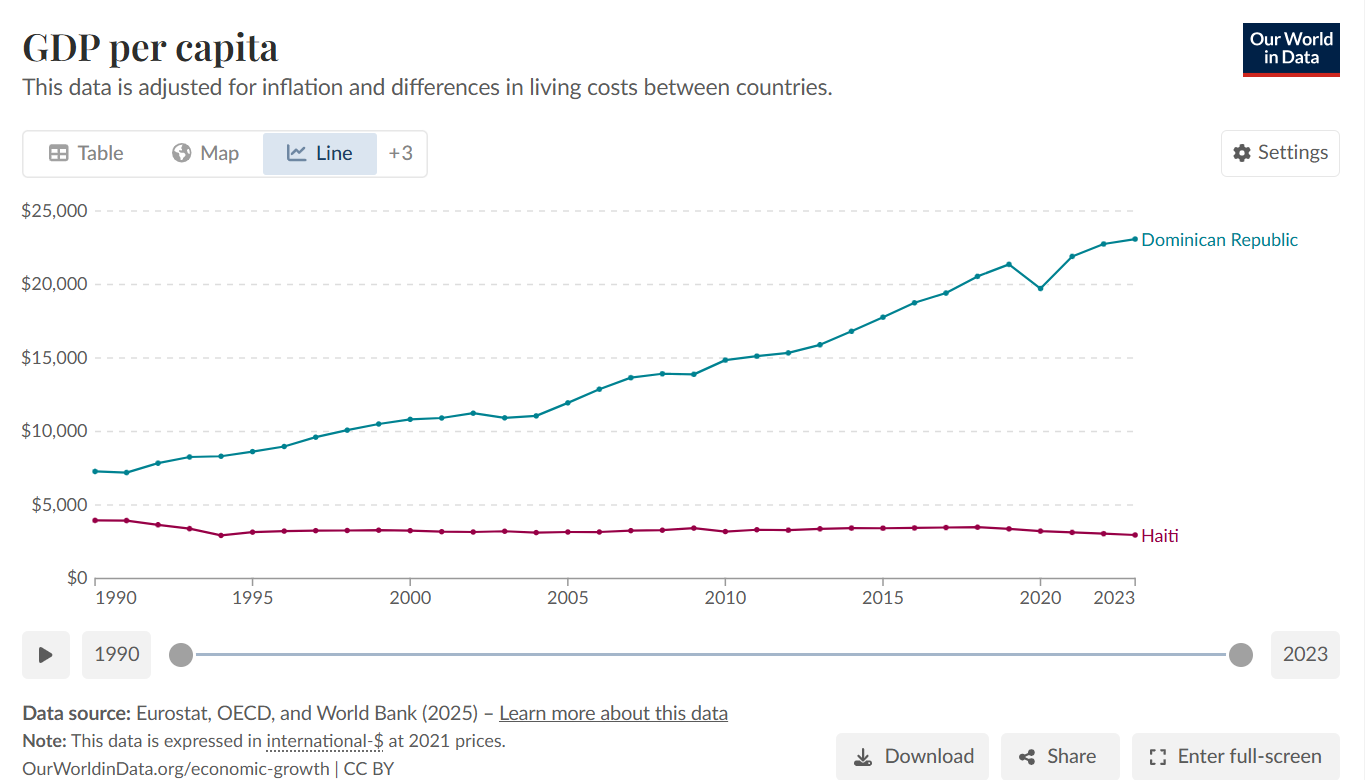 GDP per capita
Our World
in Data
This data is adjusted for inflation and differences in living costs between countries.
Table Map Line +3 Settings
$25,000
Dominican Republic
$20,000
$15,000
$10,000
$5,000
Haiti
$0
1990 1995 2000 2005 2010 2015 2020 2023
1990 2023
Data source: Eurostat, OECD, and World Bank (2025) – Learn more about this data
Note: This data is expressed in international-$ at 2021 prices.
OurWorldinData.org/economic-growth | CC BY
Download Share Enter full-screen